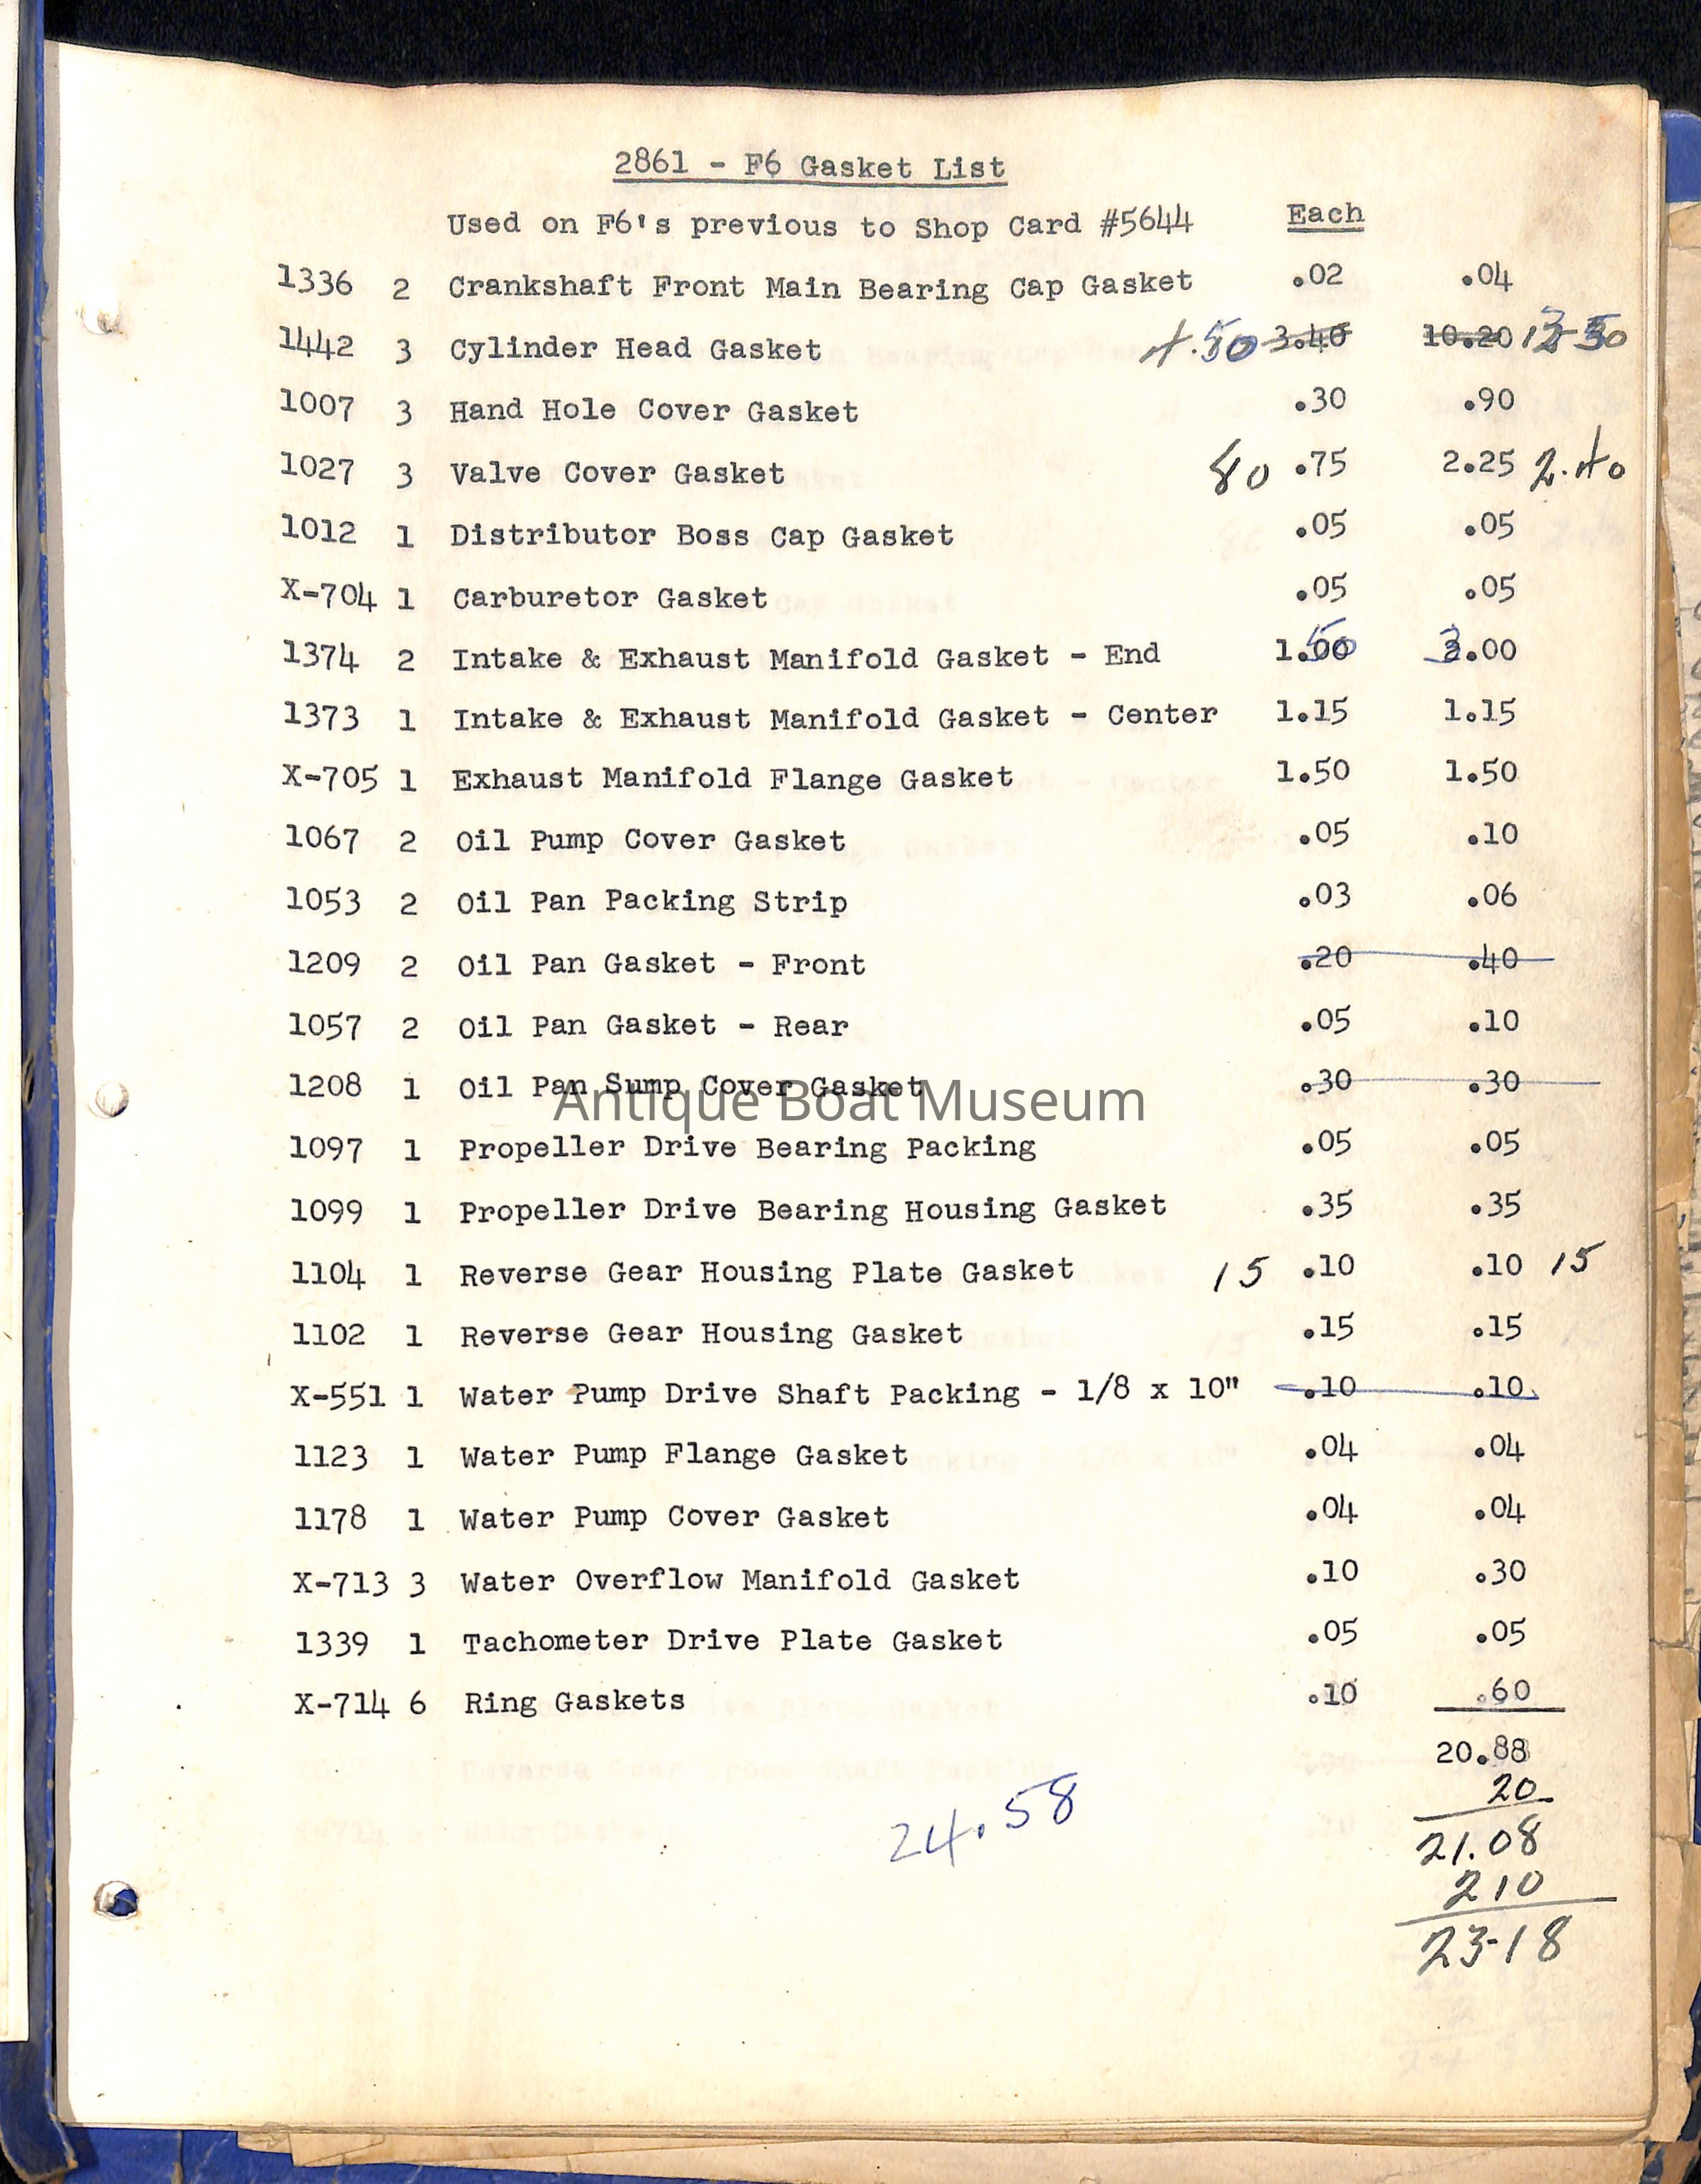 2861 - F6 Gasket List
Used on F6's previous to Shop Card #5644 Each
1336 2 Crankshaft Front Main Bearing Cap Gasket .02 .04
1442 3 Cylinder Head Gasket 4.50 3.40 10.20 13 50
1007 3 Hand Hole Cover Gasket .30 .90
1027 3 Valve Cover Gasket 80 .75 2.25 2.40
1012 1 Distributor Boss Cap Gasket .05 .05
X-704 1 Carburetor Gasket .05 .05
1374 2 Intake & Exhaust Manifold Gasket - End 1.00 50 3 2.00
1373 1 Intake & Exhaust Manifold Gasket - Center 1.15 1.15
X-705 1 Exhaust Manifold Flange Gasket 1.50 1.50
1067 2 Oil Pump Cover Gasket .05 .10
1053 2 Oil Pan Packing Strip .03 .06
1209 2 Oil Pan Gasket - Front .20 .40
1057 2 Oil Pan Gasket - Rear .05 .10
1208 1 Oil Pan Sump Cover Gasket .30 .30
Antique Boat Museum
1097 1 Propeller Drive Bearing Packing .05 .05
1099 1 Propeller Drive Bearing Housing Gasket .35 .35
1104 1 Reverse Gear Housing Plate Gasket 15 .10 .10 15
1102 1 Reverse Gear Housing Gasket .15 .15
X-551 1 Water Pump Drive Shaft Packing - 1/8 x 10" .10 .10
1123 1 Water Pump Flange Gasket .04 .04
1178 1 Water Pump Cover Gasket .04 .04
X-713 3 Water Overflow Manifold Gasket .10 .30
1339 1 Tachometer Drive Plate Gasket .05 .05
X-714 6 Ring Gaskets .10 .60
20.88
20
24.58 21.08
210
23-18